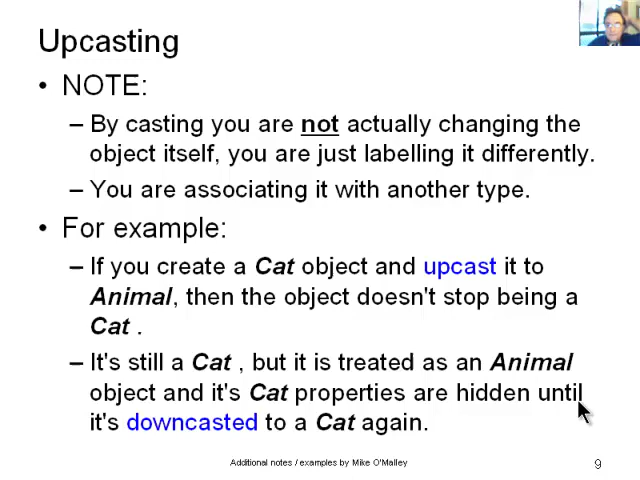 Upcasting
• NOTE:
– By casting you are not actually changing the
object itself, you are just labelling it differently.
– You are associating it with another type.
• For example:
– If you create a Cat object and upcast it to
Animal, then the object doesn't stop being a
Cat .
– It's still a Cat , but it is treated as an Animal
object and it's Cat properties are hidden until
it's downcasted to a Cat again.
Additional notes / examples by Mike O'Malley
9